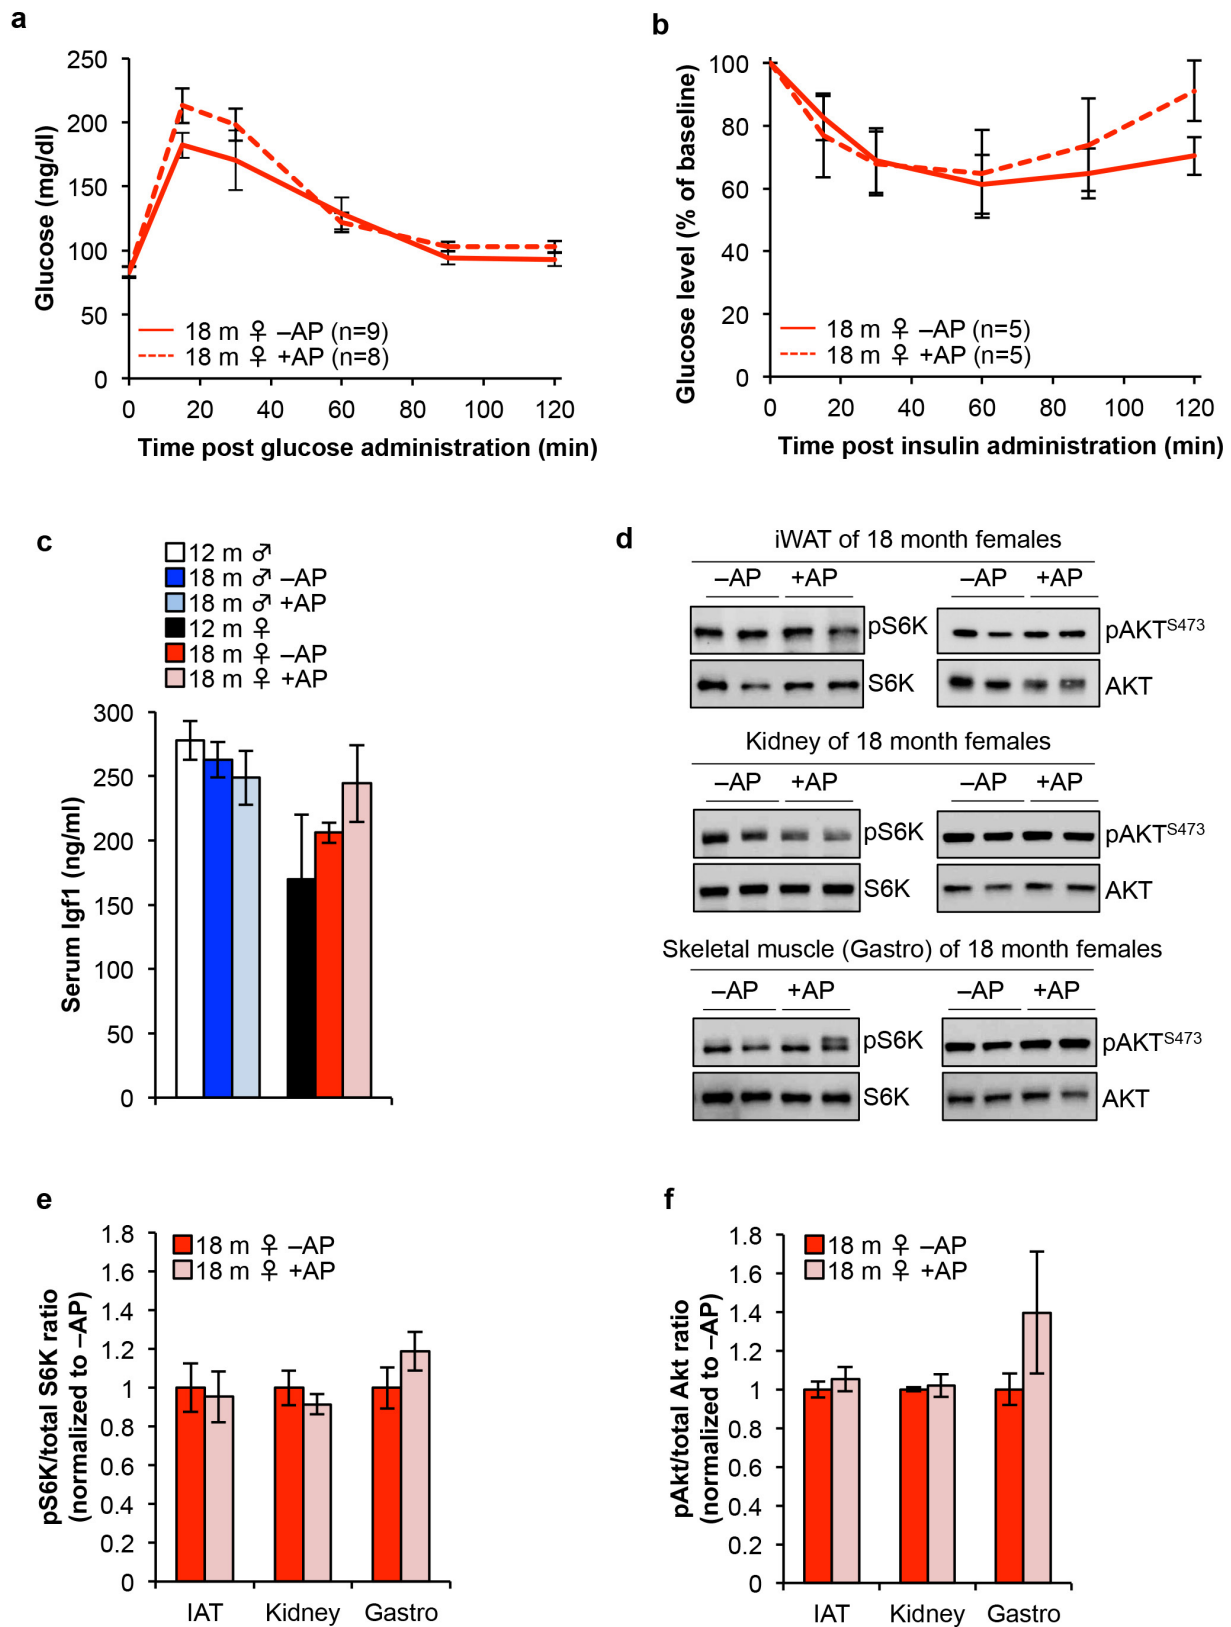 a
250
200
150
100
50
0
Glucose (mg/dl)
18 m ♀ –AP (n=9)
18 m ♀ +AP (n=8)
0 20 40 60 80 100 120
Time post glucose administration (min)
b
100
80
60
40
20
0
Glucose level (% of baseline)
18 m ♀ –AP (n=5)
18 m ♀ +AP (n=5)
0 20 40 60 80 100 120
Time post insulin administration (min)
c
12 m ♂
18 m ♂ –AP
18 m ♂ +AP
12 m ♀
18 m ♀ –AP
18 m ♀ +AP
300
250
200
150
100
50
0
Serum Igf1 (ng/ml)
d
iWAT of 18 month females
–AP +AP –AP +AP
pS6K pAKTS473
S6K AKT
Kidney of 18 month females
–AP +AP –AP +AP
pS6K pAKTS473
S6K AKT
Skeletal muscle (Gastro) of 18 month females
–AP +AP –AP +AP
pS6K pAKTS473
S6K AKT
e
1.8
1.6
1.4
1.2
1
0.8
0.6
0.4
0.2
0
pS6K/total S6K ratio
(normalized to –AP)
18 m ♀ –AP
18 m ♀ +AP
IAT Kidney Gastro
f
1.8
1.6
1.4
1.2
1
0.8
0.6
0.4
0.2
0
pAkt/total Akt ratio
(normalized to –AP)
18 m ♀ –AP
18 m ♀ +AP
IAT Kidney Gastro